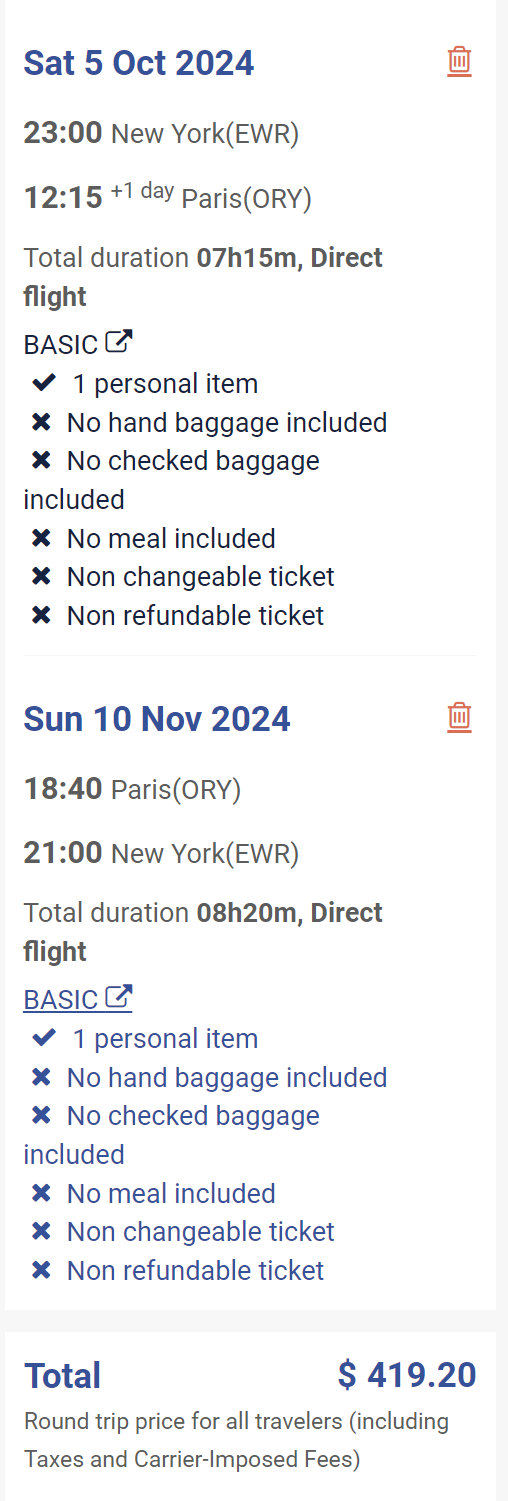 Sat 5 Oct 2024
23:00 New York(EWR)
12:15 +1 day Paris(ORY)
Total duration 07h15m, Direct
flight
BASIC
1 personal item
No hand baggage included
No checked baggage
included
No meal included
Non changeable ticket
Non refundable ticket
Sun 10 Nov 2024
18:40 Paris(ORY)
21:00 New York(EWR)
Total duration 08h20m, Direct
flight
BASIC
1 personal item
No hand baggage included
No checked baggage
included
No meal included
Non changeable ticket
Non refundable ticket
Total $ 419.20
Round trip price for all travelers (including
Taxes and Carrier-Imposed Fees)